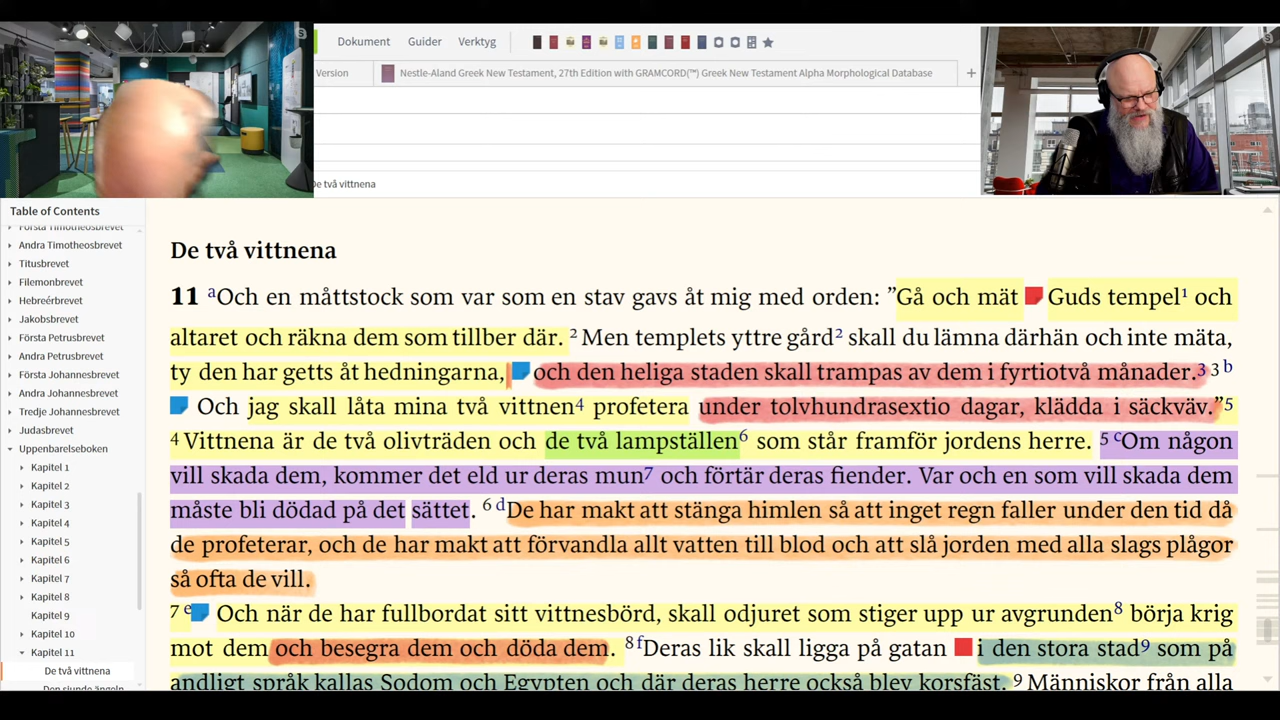 Dokument Guider Verktyg
Version Nestle-Aland Greek New Testament, 27th Edition with GRAMCORD(™) Greek New Testament Alpha Morphological Database +
De två vittnena
Table of Contents
Första Timotheosbrevet
Andra Timotheosbrevet
Titusbrevet
Filemonbrevet
Hebreérbrevet
Jakobsbrevet
Första Petrusbrevet
Andra Petrusbrevet
Första Johannesbrevet
Andra Johannesbrevet
Tredje Johannesbrevet
Judasbrevet
Uppenbarelseboken
Kapitel 1
Kapitel 2
Kapitel 3
Kapitel 4
Kapitel 5
Kapitel 6
Kapitel 7
Kapitel 8
Kapitel 9
Kapitel 10
Kapitel 11
De två vittnena
Den sjunde ängeln
De två vittnena
11 a Och en måttstock som var som en stav gavs åt mig med orden: ”Gå och mät Guds tempel1 och
altaret och räkna dem som tillber där. 2 Men templets yttre gård2 skall du lämna därhän och inte mäta,
ty den har getts åt hedningarna, och den heliga staden skall trampas av dem i fyrtiotvå månader.3 3 b
Och jag skall låta mina två vittnen4 profetera under tolvhundrasextio dagar, klädda i säckväv.”5
4 Vittnena är de två olivträden och de två lampställen6 som står framför jordens herre. 5 c Om någon
vill skada dem, kommer det eld ur deras mun7 och förtär deras fiender. Var och en som vill skada dem
måste bli dödad på det sättet. 6 d De har makt att stänga himlen så att inget regn faller under den tid då
de profeterar, och de har makt att förvandla allt vatten till blod och att slå jorden med alla slags plågor
så ofta de vill.
7 e Och när de har fullbordat sitt vittnesbörd, skall odjuret som stiger upp ur avgrunden8 börja krig
mot dem och besegra dem och döda dem. 8 f Deras lik skall ligga på gatan i den stora stad9 som på
andligt språk kallas Sodom och Egypten och där deras herre också blev korsfäst. 9 Människor från alla